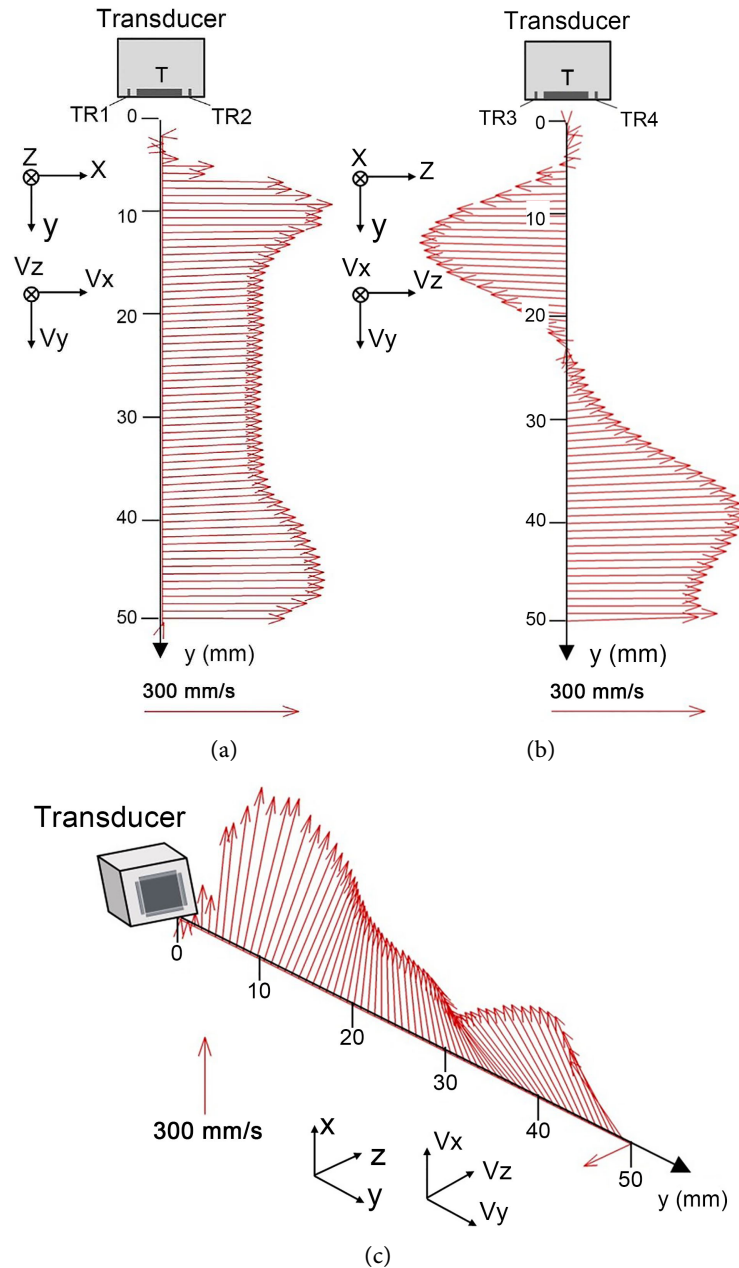 Transducer
T
TR1
TR2
0
10
20
30
40
50
y (mm)
Z
X
y
Vz
Vx
Vy
300 mm/s
(a)
Transducer
T
TR3
TR4
0
10
20
30
40
50
y (mm)
X
Z
y
Vx
Vz
Vy
300 mm/s
(b)
Transducer
0
10
20
30
40
50
y (mm)
300 mm/s
x
z
y
Vx
Vz
Vy
(c)